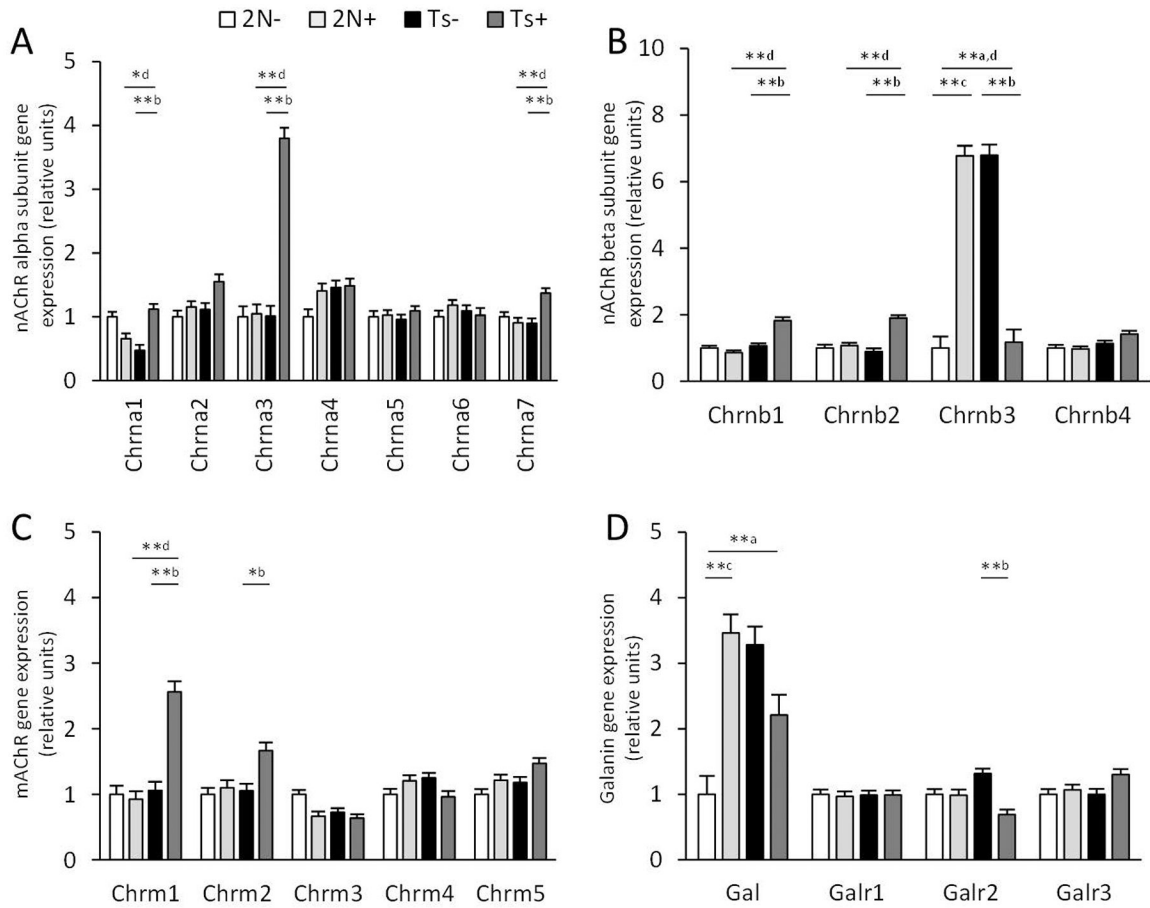 2N- 2N+ Ts- Ts+
A
nAChR alpha subunit gene
expression (relative units)
5
4
3
2
1
0
*d
**b
**d
**b
**d
**b
Chrna1
Chrna2
Chrna3
Chrna4
Chrna5
Chrna6
Chrna7
B
nAChR beta subunit gene
expression (relative units)
10
8
6
4
2
0
**d
**b
**d
**b
**a,d
**c
**b
Chrnb1 Chrnb2 Chrnb3 Chrnb4
C
mAChR gene expression
(relative units)
5
4
3
2
1
0
**d
**b
*b
Chrm1 Chrm2 Chrm3 Chrm4 Chrm5
D
Galanin gene expression
(relative units)
5
4
3
2
1
0
**a
**c
**b
Gal Galr1 Galr2 Galr3